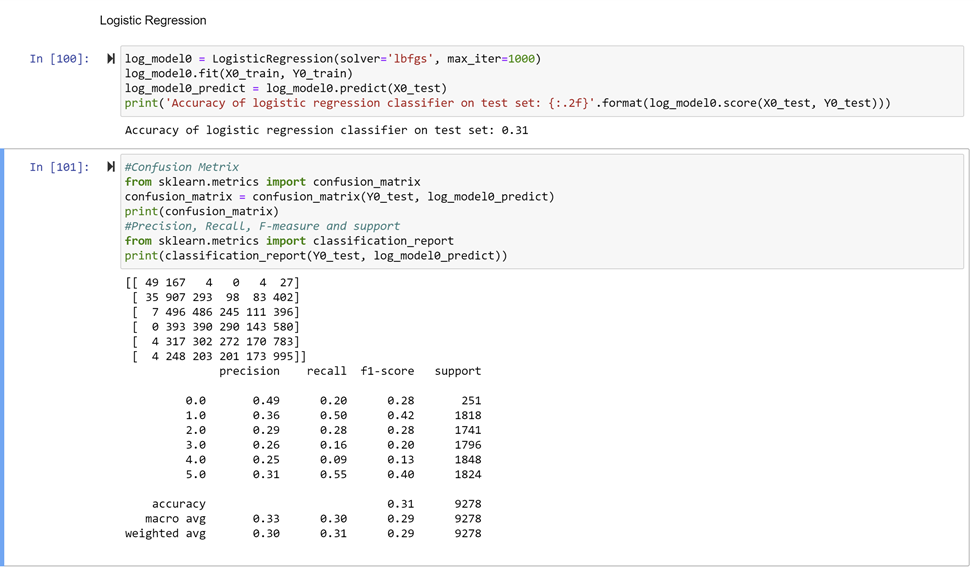 Logistic Regression
In [100]: log_model0 = LogisticRegression(solver='lbfgs', max_iter=1000)
log_model0.fit(X0_train, Y0_train)
log_model0_predict = log_model0.predict(X0_test)
print('Accuracy of logistic regression classifier on test set: {:.2f}'.format(log_model0.score(X0_test, Y0_test)))
Accuracy of logistic regression classifier on test set: 0.31
In [101]: #Confusion Metrix
from sklearn.metrics import confusion_matrix
confusion_matrix = confusion_matrix(Y0_test, log_model0_predict)
print(confusion_matrix)
#Precision, Recall, F-measure and support
from sklearn.metrics import classification_report
print(classification_report(Y0_test, log_model0_predict))
[[ 49 167   4   0   4  27]
 [ 35 907 293  98  83 402]
 [  7 496 486 245 111 396]
 [  0 393 390 290 143 580]
 [  4 317 302 272 170 783]
 [  4 248 203 201 173 995]]
              precision    recall  f1-score   support
         0.0       0.49      0.20      0.28       251
         1.0       0.36      0.50      0.42      1818
         2.0       0.29      0.28      0.28      1741
         3.0       0.26      0.16      0.20      1796
         4.0       0.25      0.09      0.13      1848
         5.0       0.31      0.55      0.40      1824
    accuracy                           0.31      9278
   macro avg       0.33      0.30      0.29      9278
weighted avg       0.30      0.31      0.29      9278